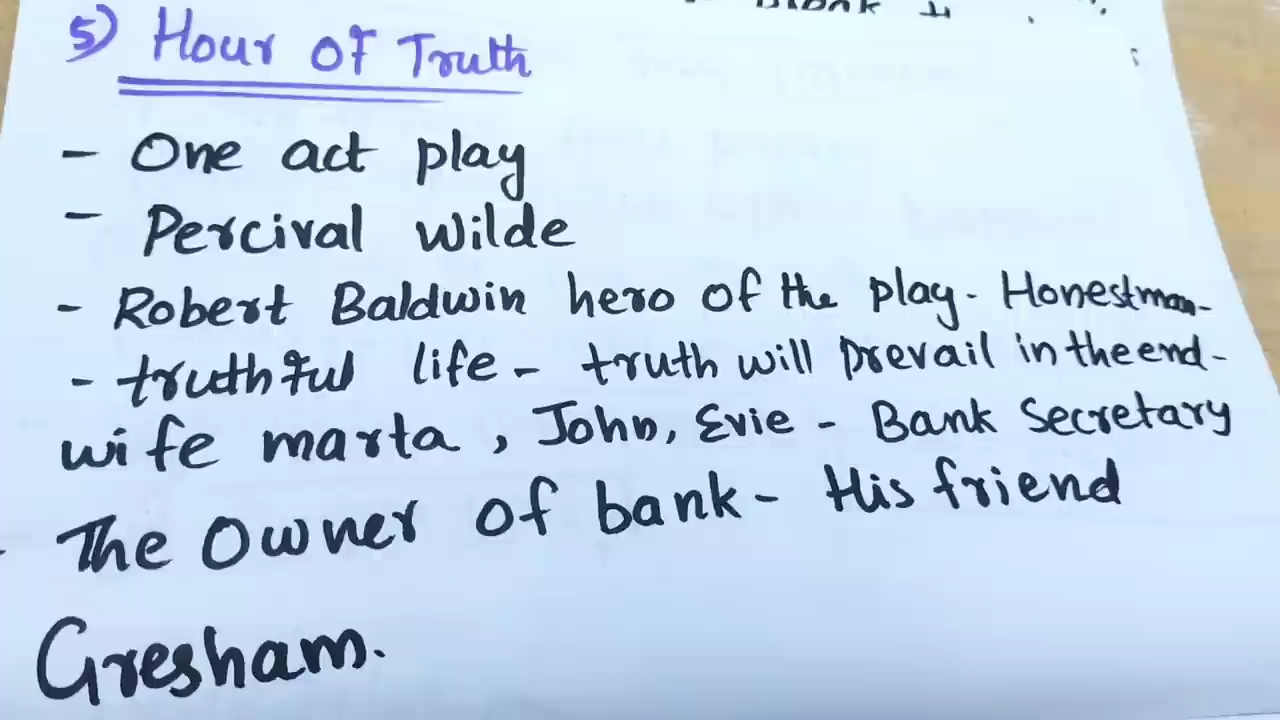 5) Hour of Truth
- One act play
- Percival Wilde
- Robert Baldwin hero of the play - Honestman-
- truthful life - truth will prevail in the end -
wife marta, John, Evie - Bank Secretary
- The Owner of bank - His friend
Gresham.